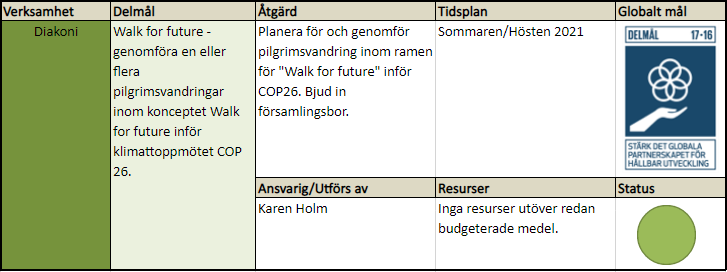 Verksamhet
Delmål
Åtgärd
Tidsplan
Globalt mål
Diakoni
Walk for future -
genomföra en eller
flera
pilgrimsvandringar
inom konceptet Walk
for future inför
klimattoppmötet COP
26.
Planera för och genomför
pilgrimsvandring inom ramen
för "Walk for future" inför
COP26. Bjud in
församlingsbor.
Sommaren/Hösten 2021
DELMÅL 17-16
STÄRK DET GLOBALA
PARTNERSKAPET FÖR
HÅLLBAR UTVECKLING
Ansvarig/Utförs av
Resurser
Status
Karen Holm
Inga resurser utöver redan
budgeterade medel.